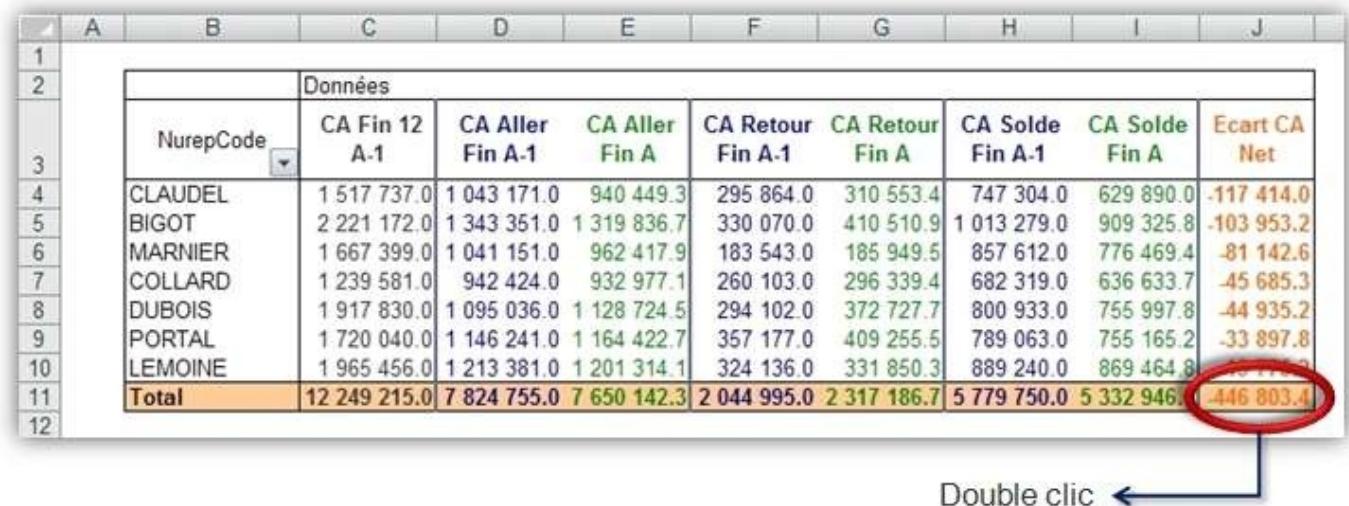 A B C D E F G H I J
1
2 Données
3 NurepCode CA Fin 12 A-1 CA Aller Fin A-1 CA Aller Fin A CA Retour Fin A-1 CA Retour Fin A CA Solde Fin A-1 CA Solde Fin A Ecart CA Net
4 CLAUDEL 1 517 737.0 1 043 171.0 940 449.3 295 864.0 310 553.4 747 304.0 629 890.0 -117 414.0
5 BIGOT 2 221 172.0 1 343 351.0 1 319 836.7 330 070.0 410 510.9 1 013 279.0 909 325.8 -103 953.2
6 MARNIER 1 667 399.0 1 041 151.0 962 417.9 183 543.0 185 949.5 857 612.0 776 469.4 -81 142.6
7 COLLARD 1 239 581.0 942 424.0 932 977.1 260 103.0 296 339.4 682 319.0 636 633.7 -45 685.3
8 DUBOIS 1 917 830.0 1 095 036.0 1 128 724.5 294 102.0 372 727.7 800 933.0 755 997.8 -44 935.2
9 PORTAL 1 720 040.0 1 146 241.0 1 164 422.7 357 177.0 409 255.5 789 063.0 755 165.2 -33 897.8
10 LEMOINE 1 965 456.0 1 213 381.0 1 201 314.1 324 136.0 331 850.3 889 240.0 869 464.8
11 Total 12 249 215.0 7 824 755.0 7 650 142.3 2 044 995.0 2 317 186.7 5 779 750.0 5 332 946. -446 803.4
12
Double clic